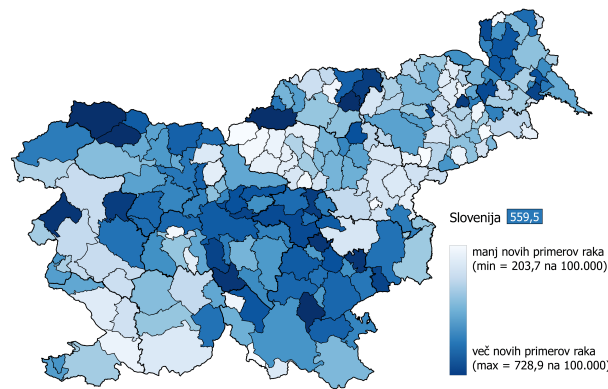 Slovenija 559,5
manj novih primerov raka
(min = 203,7 na 100.000)
več novih primerov raka
(max = 728,9 na 100.000)